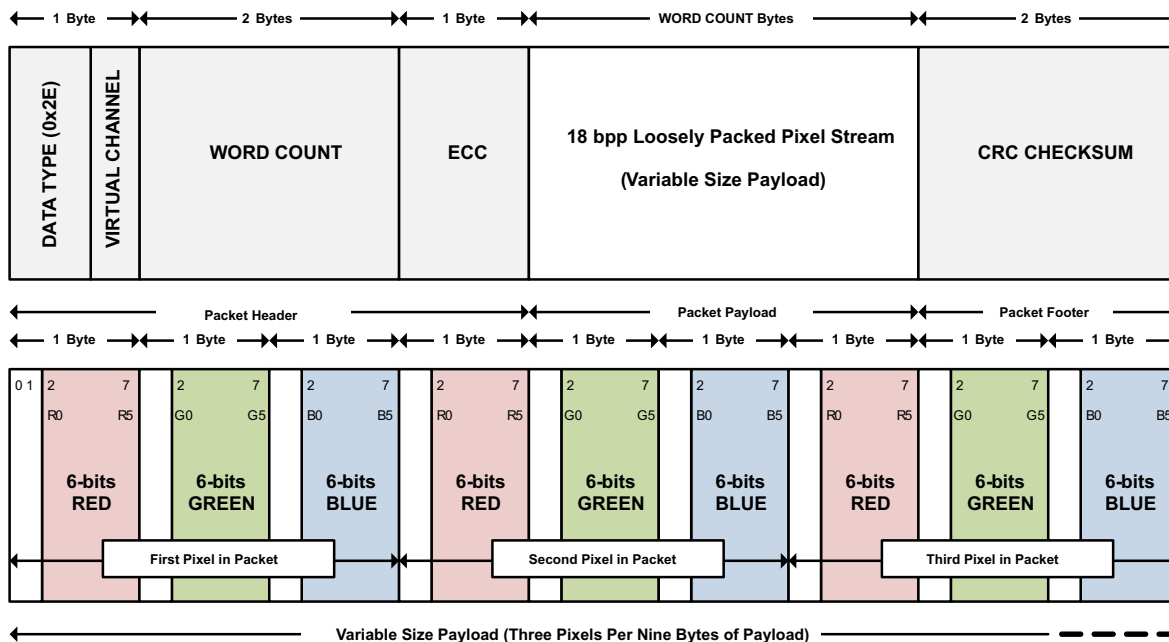 1 Byte 2 Bytes 1 Byte WORD COUNT Bytes 2 Bytes
DATA TYPE (0x2E)
VIRTUAL CHANNEL
WORD COUNT
ECC
18 bpp Loosely Packed Pixel Stream
(Variable Size Payload)
CRC CHECKSUM
Packet Header Packet Payload Packet Footer
1 Byte 1 Byte 1 Byte 1 Byte 1 Byte 1 Byte 1 Byte 1 Byte 1 Byte
0 1 2 7 2 7 2 7 2 7 2 7 2 7 2 7 2 7 2 7
R0 R5 G0 G5 B0 B5 R0 R5 G0 G5 B0 B5 R0 R5 G0 G5 B0 B5
6-bits 6-bits 6-bits 6-bits 6-bits 6-bits 6-bits 6-bits 6-bits
RED GREEN BLUE RED GREEN BLUE RED GREEN BLUE
First Pixel in Packet Second Pixel in Packet Third Pixel in Packet
Variable Size Payload (Three Pixels Per Nine Bytes of Payload)